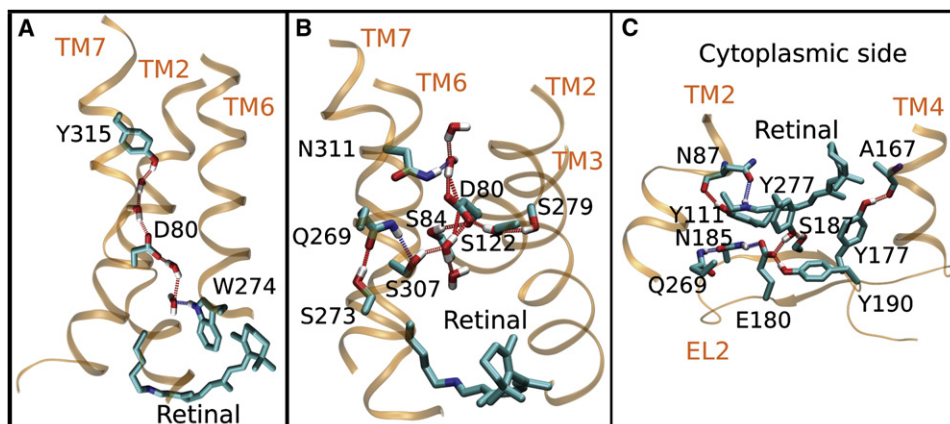 A
TM7
TM2
TM6
Y315
D80
W274
Retinal
B
TM7
TM6
TM2
TM3
N311
D80
S279
S84
S122
Q269
S307
S273
Retinal
C
Cytoplasmic side
TM2
TM4
Retinal
A167
N87
Y277
Y111
S187
N185
Y177
Q269
Y190
E180
EL2